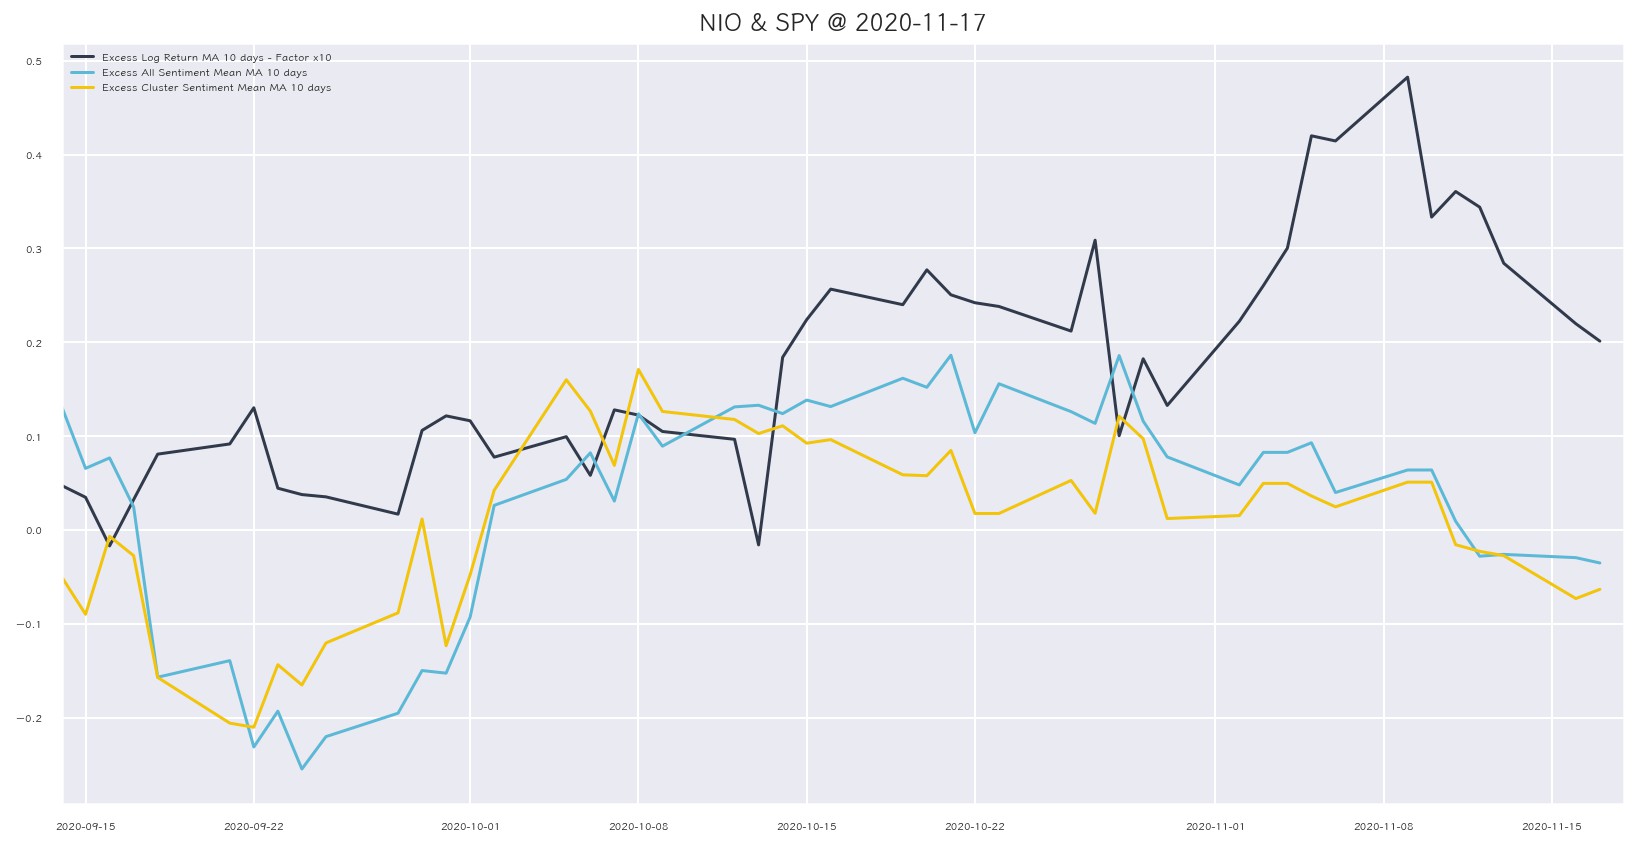 NIO & SPY @ 2020-11-17
Excess Log Return MA 10 days - Factor x10
Excess All Sentiment Mean MA 10 days
Excess Cluster Sentiment Mean MA 10 days
0.5
0.4
0.3
0.2
0.1
0.0
−0.1
−0.2
2020-09-15 2020-09-22 2020-10-01 2020-10-08 2020-10-15 2020-10-22 2020-11-01 2020-11-08 2020-11-15